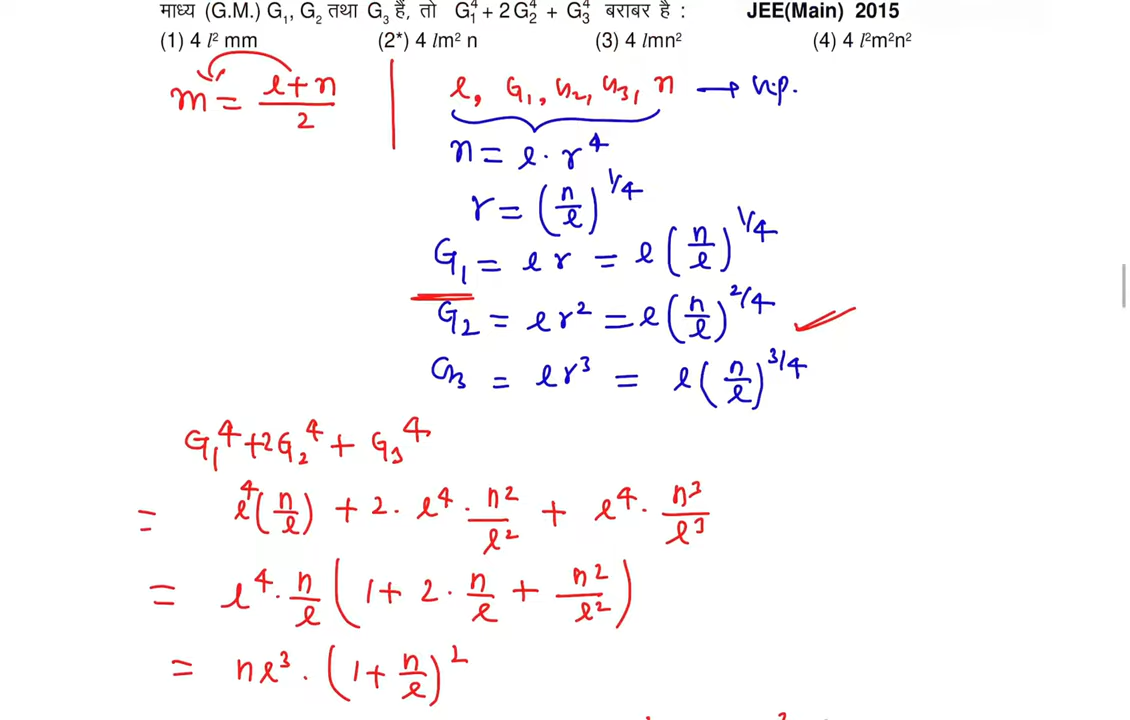 माध्य (G.M.) G₁, G₂ तथा G₃ हैं, तो G₁⁴ + 2G₂⁴ + G₃⁴ बराबर है : JEE(Main) 2015
(1) 4 l² mm (2*) 4 lm² n (3) 4 lmn² (4) 4 l²m²n²
m = (l+n)/2
l, G₁, G₂, G₃, n → G.P.
n = l · r⁴
r = (n/l)^(1/4)
G₁ = l r = l (n/l)^(1/4)
G₂ = l r² = l (n/l)^(2/4)
G₃ = l r³ = l (n/l)^(3/4)
G₁⁴ + 2G₂⁴ + G₃⁴
= l⁴ (n/l) + 2 · l⁴ · n²/l² + l⁴ · n³/l³
= l⁴ · n/l (1 + 2 · n/l + n²/l²)
= n l³ · (1 + n/l)²